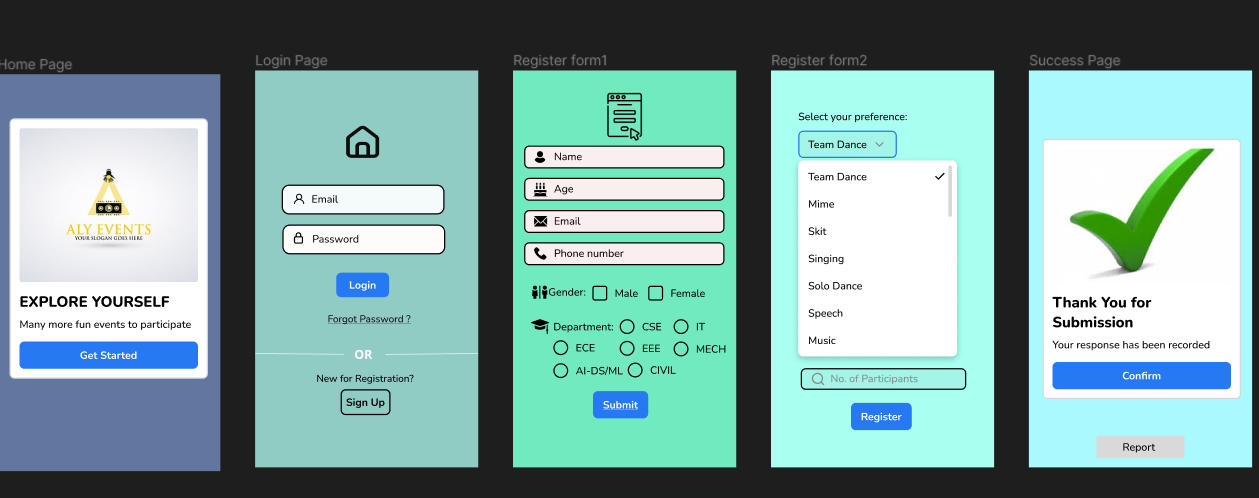 Home Page
ALY EVENTS
YOUR SLOGAN GOES HERE
EXPLORE YOURSELF
Many more fun events to participate
Get Started
Login Page
Email
Password
Login
Forgot Password ?
OR
New for Registration?
Sign Up
Register form1
Name
Age
Email
Phone number
Gender: Male Female
Department: CSE IT
ECE EEE MECH
AI-DS/ML CIVIL
Submit
Register form2
Select your preference:
Team Dance
Team Dance
Mime
Skit
Singing
Solo Dance
Speech
Music
No. of Participants
Register
Success Page
Thank You for
Submission
Your response has been recorded
Confirm
Report